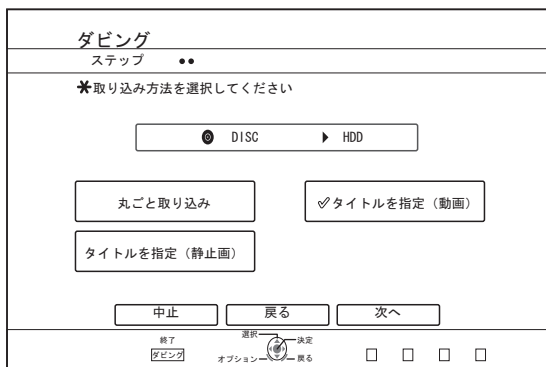 ダビング
ステップ ●●
✱取り込み方法を選択してください
DISC ▶ HDD
丸ごと取り込み
✓タイトルを指定（動画）
タイトルを指定（静止画）
中止 戻る 次へ
終了
ダビング
選択
決定
オプション
戻る